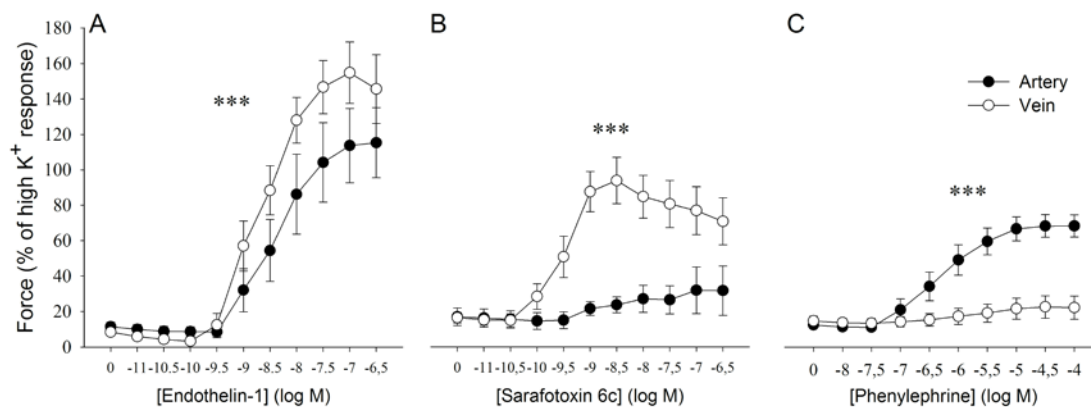 A
B
C
Force (% of high K⁺ response)
180
160
140
120
100
80
60
40
20
0
***
***
***
Artery
Vein
0 -11 -10,5 -10 -9,5 -9 -8,5 -8 -7,5 -7 -6,5
0 -11 -10,5 -10 -9,5 -9 -8,5 -8 -7,5 -7 -6,5
0 -8 -7,5 -7 -6,5 -6 -5,5 -5 -4,5 -4
[Endothelin-1] (log M)
[Sarafotoxin 6c] (log M)
[Phenylephrine] (log M)